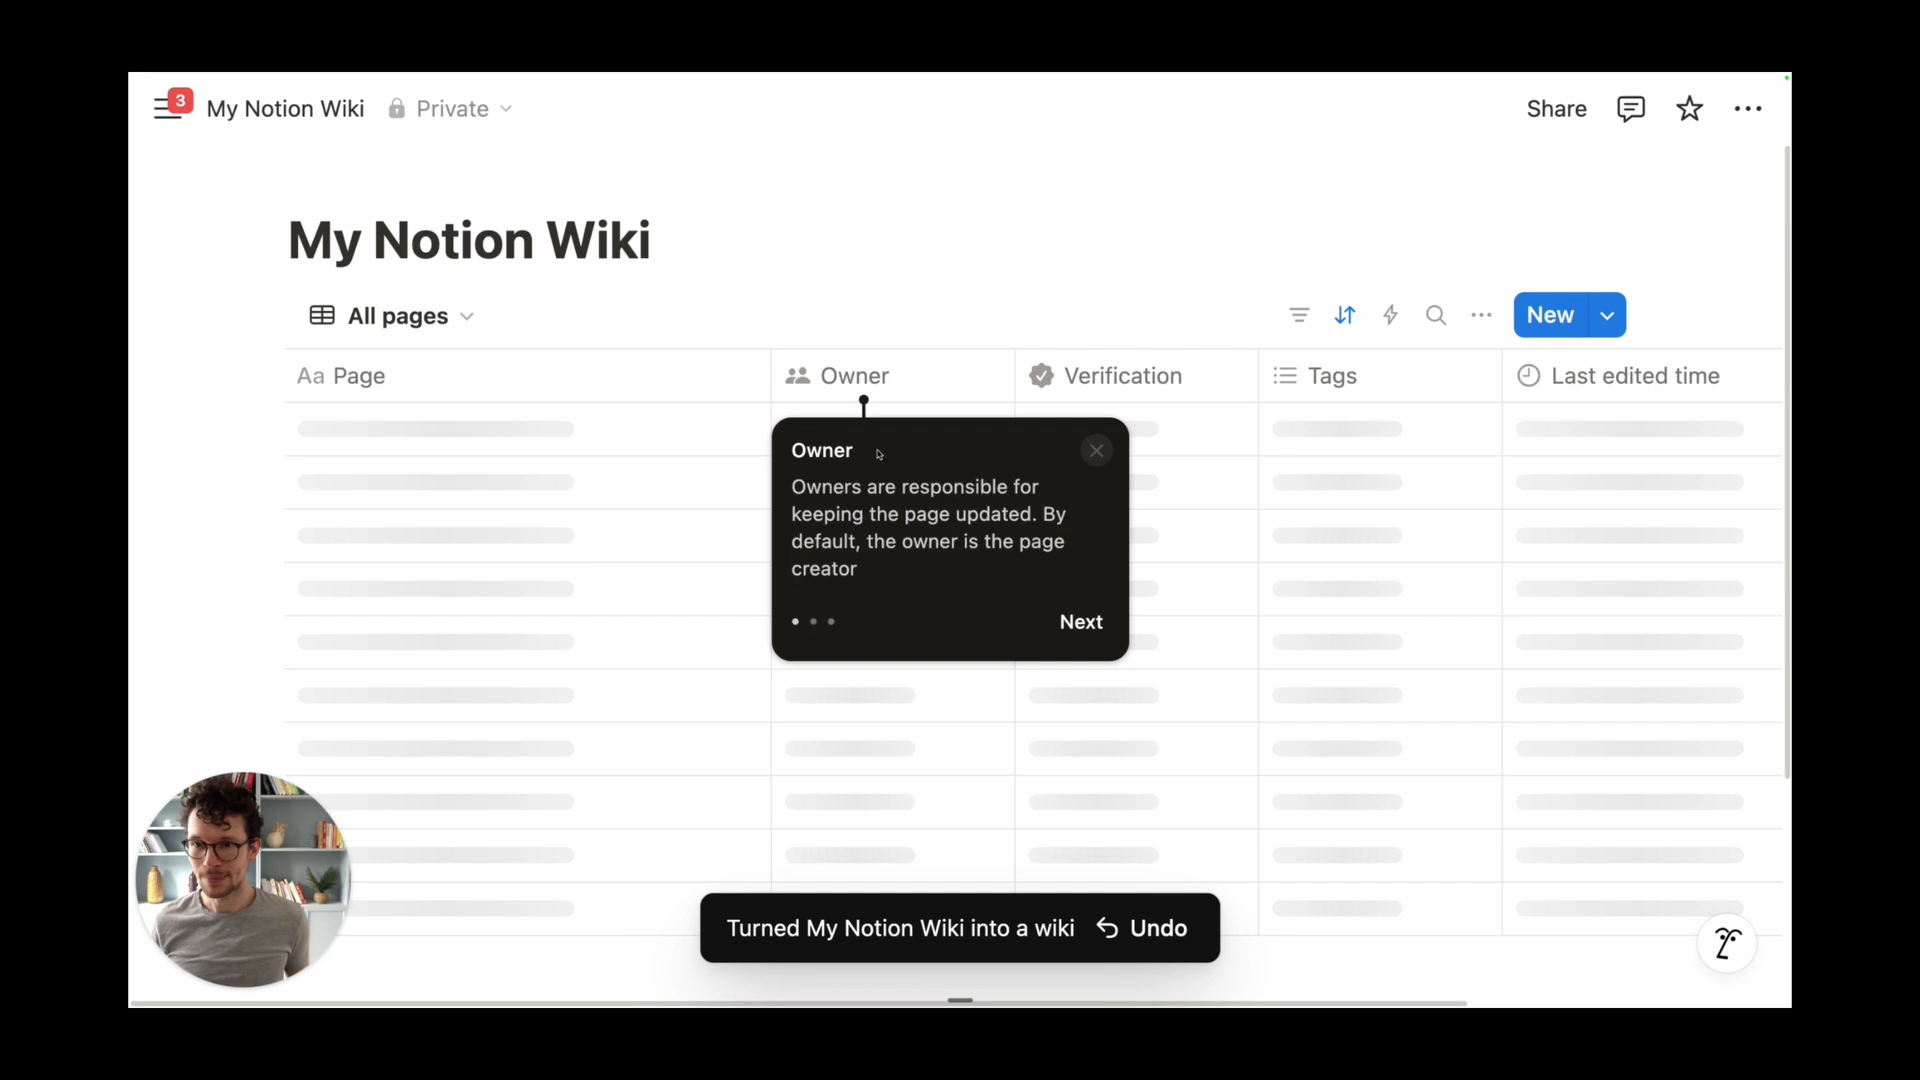 3
My Notion Wiki
Private
Share
My Notion Wiki
All pages
New
Aa Page
Owner
Verification
Tags
Last edited time
Owner
Owners are responsible for
keeping the page updated. By
default, the owner is the page
creator
Next
Turned My Notion Wiki into a wiki
Undo